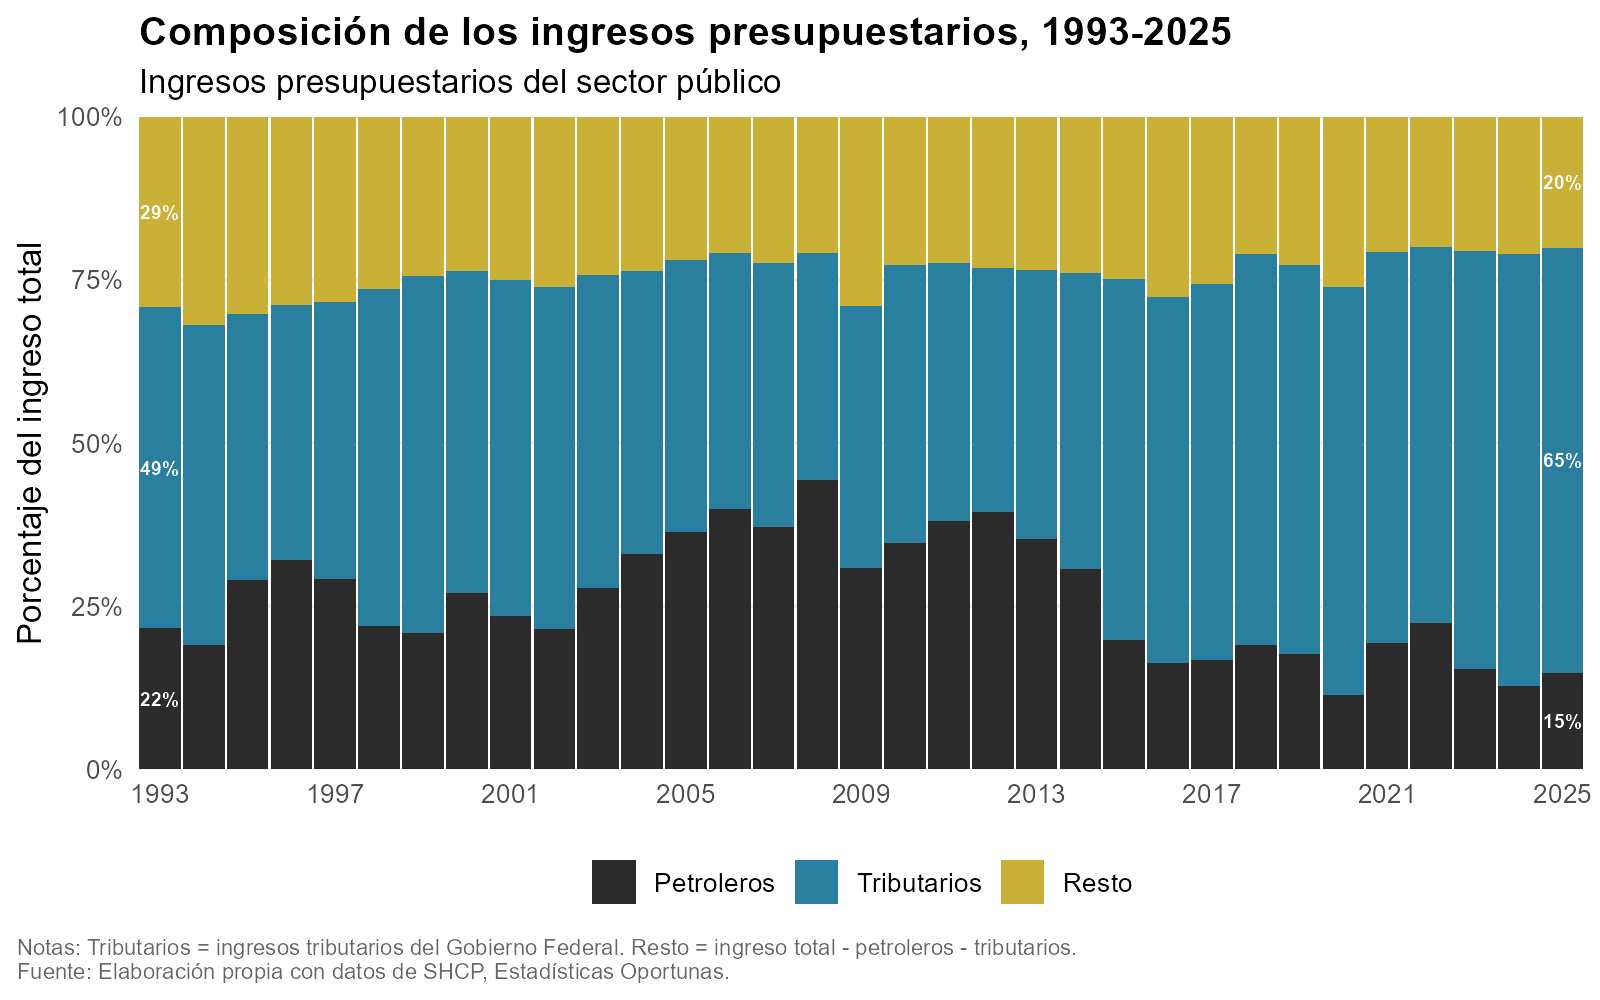 Composición de los ingresos presupuestarios, 1993-2025
Ingresos presupuestarios del sector público
Porcentaje del ingreso total
100%
75%
50%
25%
0%
29%
49%
22%
20%
65%
15%
1993 1997 2001 2005 2009 2013 2017 2021 2025
Petroleros Tributarios Resto
Notas: Tributarios = ingresos tributarios del Gobierno Federal. Resto = ingreso total - petroleros - tributarios.
Fuente: Elaboración propia con datos de SHCP, Estadísticas Oportunas.